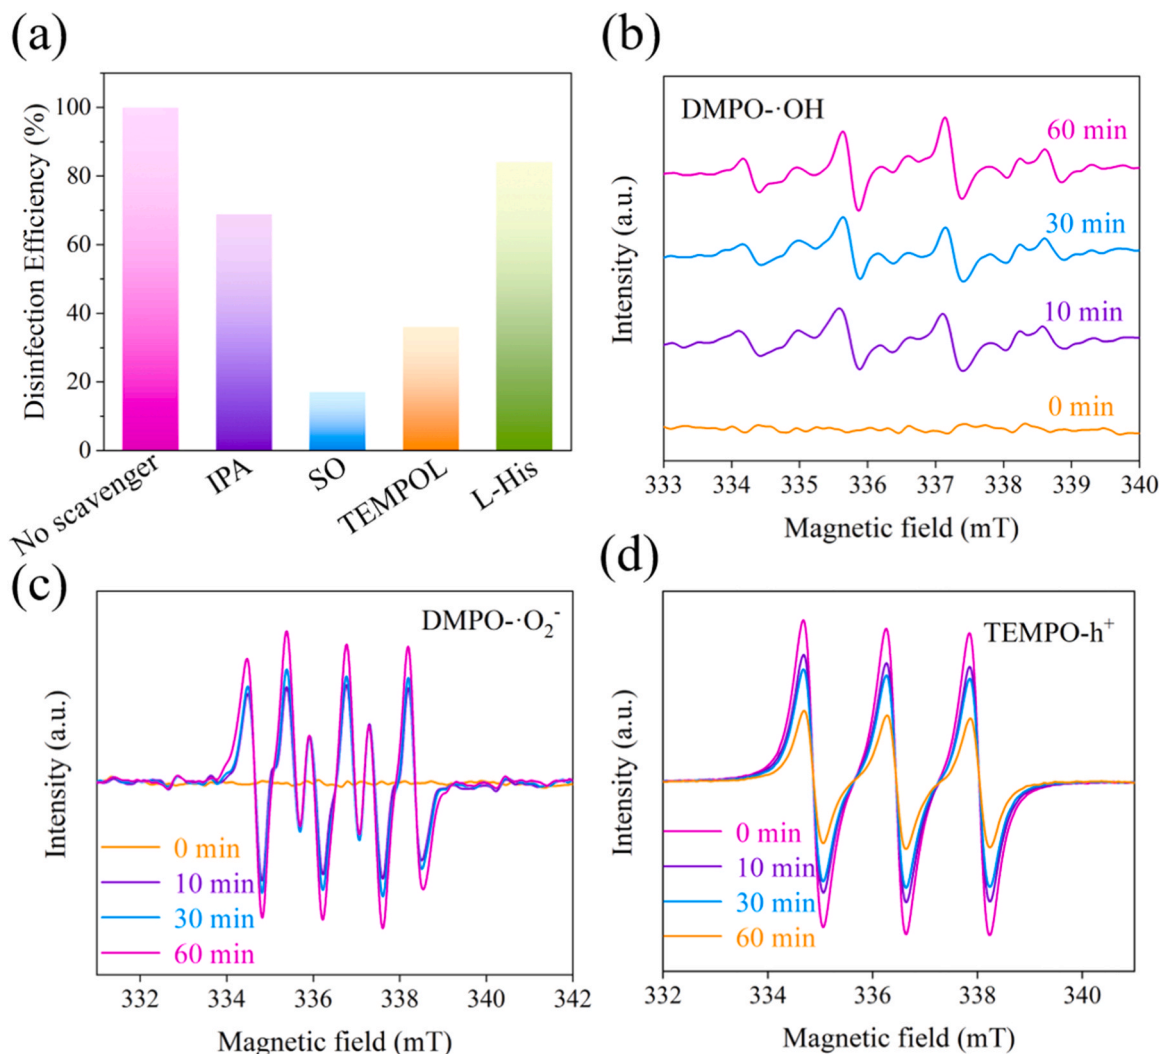 (a)
Disinfection Efficiency (%)
100
80
60
40
20
0
No scavenger
IPA
SO
TEMPOL
L-His
(b)
DMPO-·OH
60 min
30 min
10 min
0 min
Intensity (a.u.)
333 334 335 336 337 338 339 340
Magnetic field (mT)
(c)
DMPO-·O₂⁻
Intensity (a.u.)
0 min
10 min
30 min
60 min
332 334 336 338 340 342
Magnetic field (mT)
(d)
TEMPO-h⁺
Intensity (a.u.)
0 min
10 min
30 min
60 min
332 334 336 338 340
Magnetic field (mT)